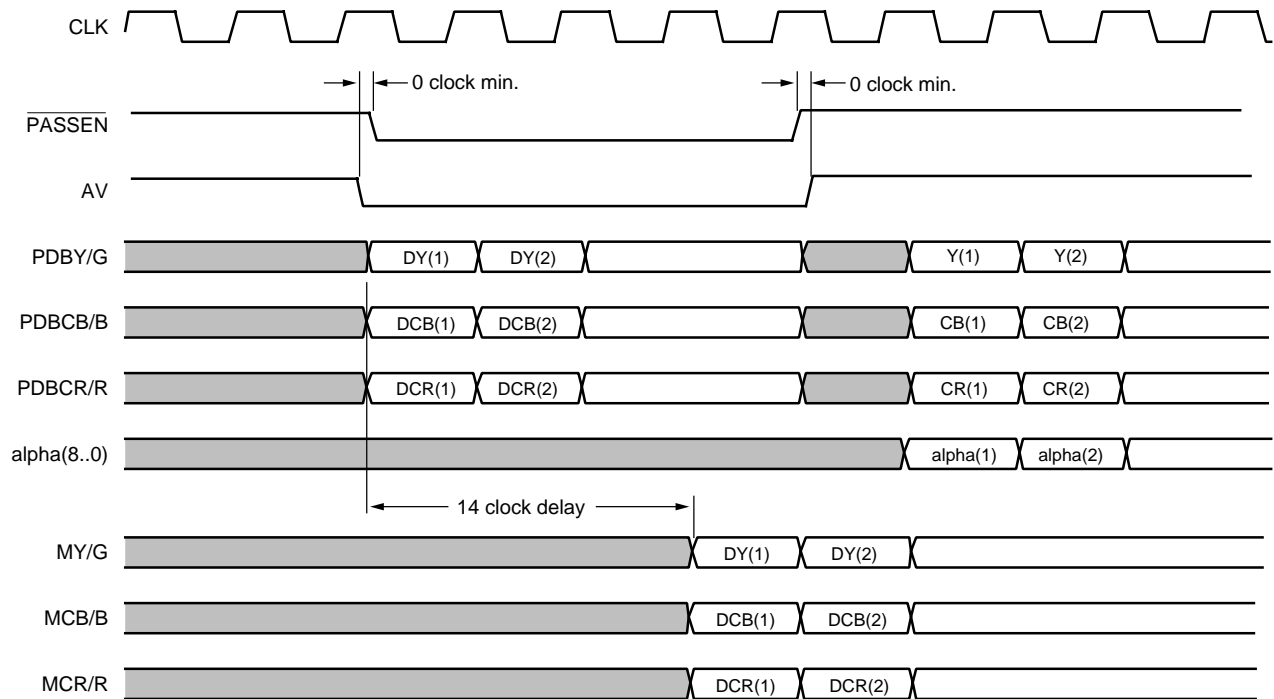 CLK
0 clock min. 0 clock min.
PASSEN
AV
PDBY/G DY(1) DY(2) Y(1) Y(2)
PDBCB/B DCB(1) DCB(2) CB(1) CB(2)
PDBCR/R DCR(1) DCR(2) CR(1) CR(2)
alpha(8..0) alpha(1) alpha(2)
14 clock delay
MY/G DY(1) DY(2)
MCB/B DCB(1) DCB(2)
MCR/R DCR(1) DCR(2)